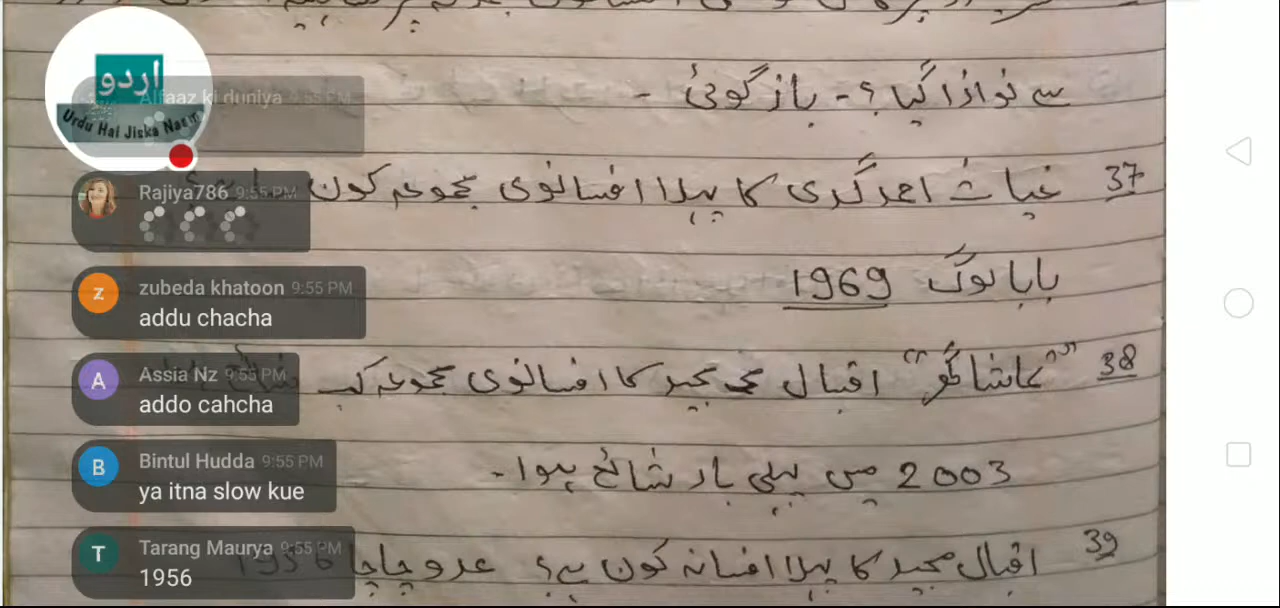 سے نوازا گیا؟ - بازگوئی -
37 غیاث احمد گدی کا پہلا افسانوی مجموعہ کون
بابا لوگ 1969
38 "تماشا گھر" اقبال مجید کا افسانوی مجموعہ کب
2003 میں پہلی بار شائع ہوا -
39 اقبال مجید کا پہلا افسانہ کون ہے؟ عدو چاچا 1956
اردو
Urdu Hai Jiska Naam
Alfaaz ki duniya 9:55 PM
Rajiya786 9:55 PM
zubeda khatoon 9:55 PM
addu chacha
Assia Nz 9:55 PM
addo cahcha
Bintul Hudda 9:55 PM
ya itna slow kue
Tarang Maurya 9:55 PM
1956